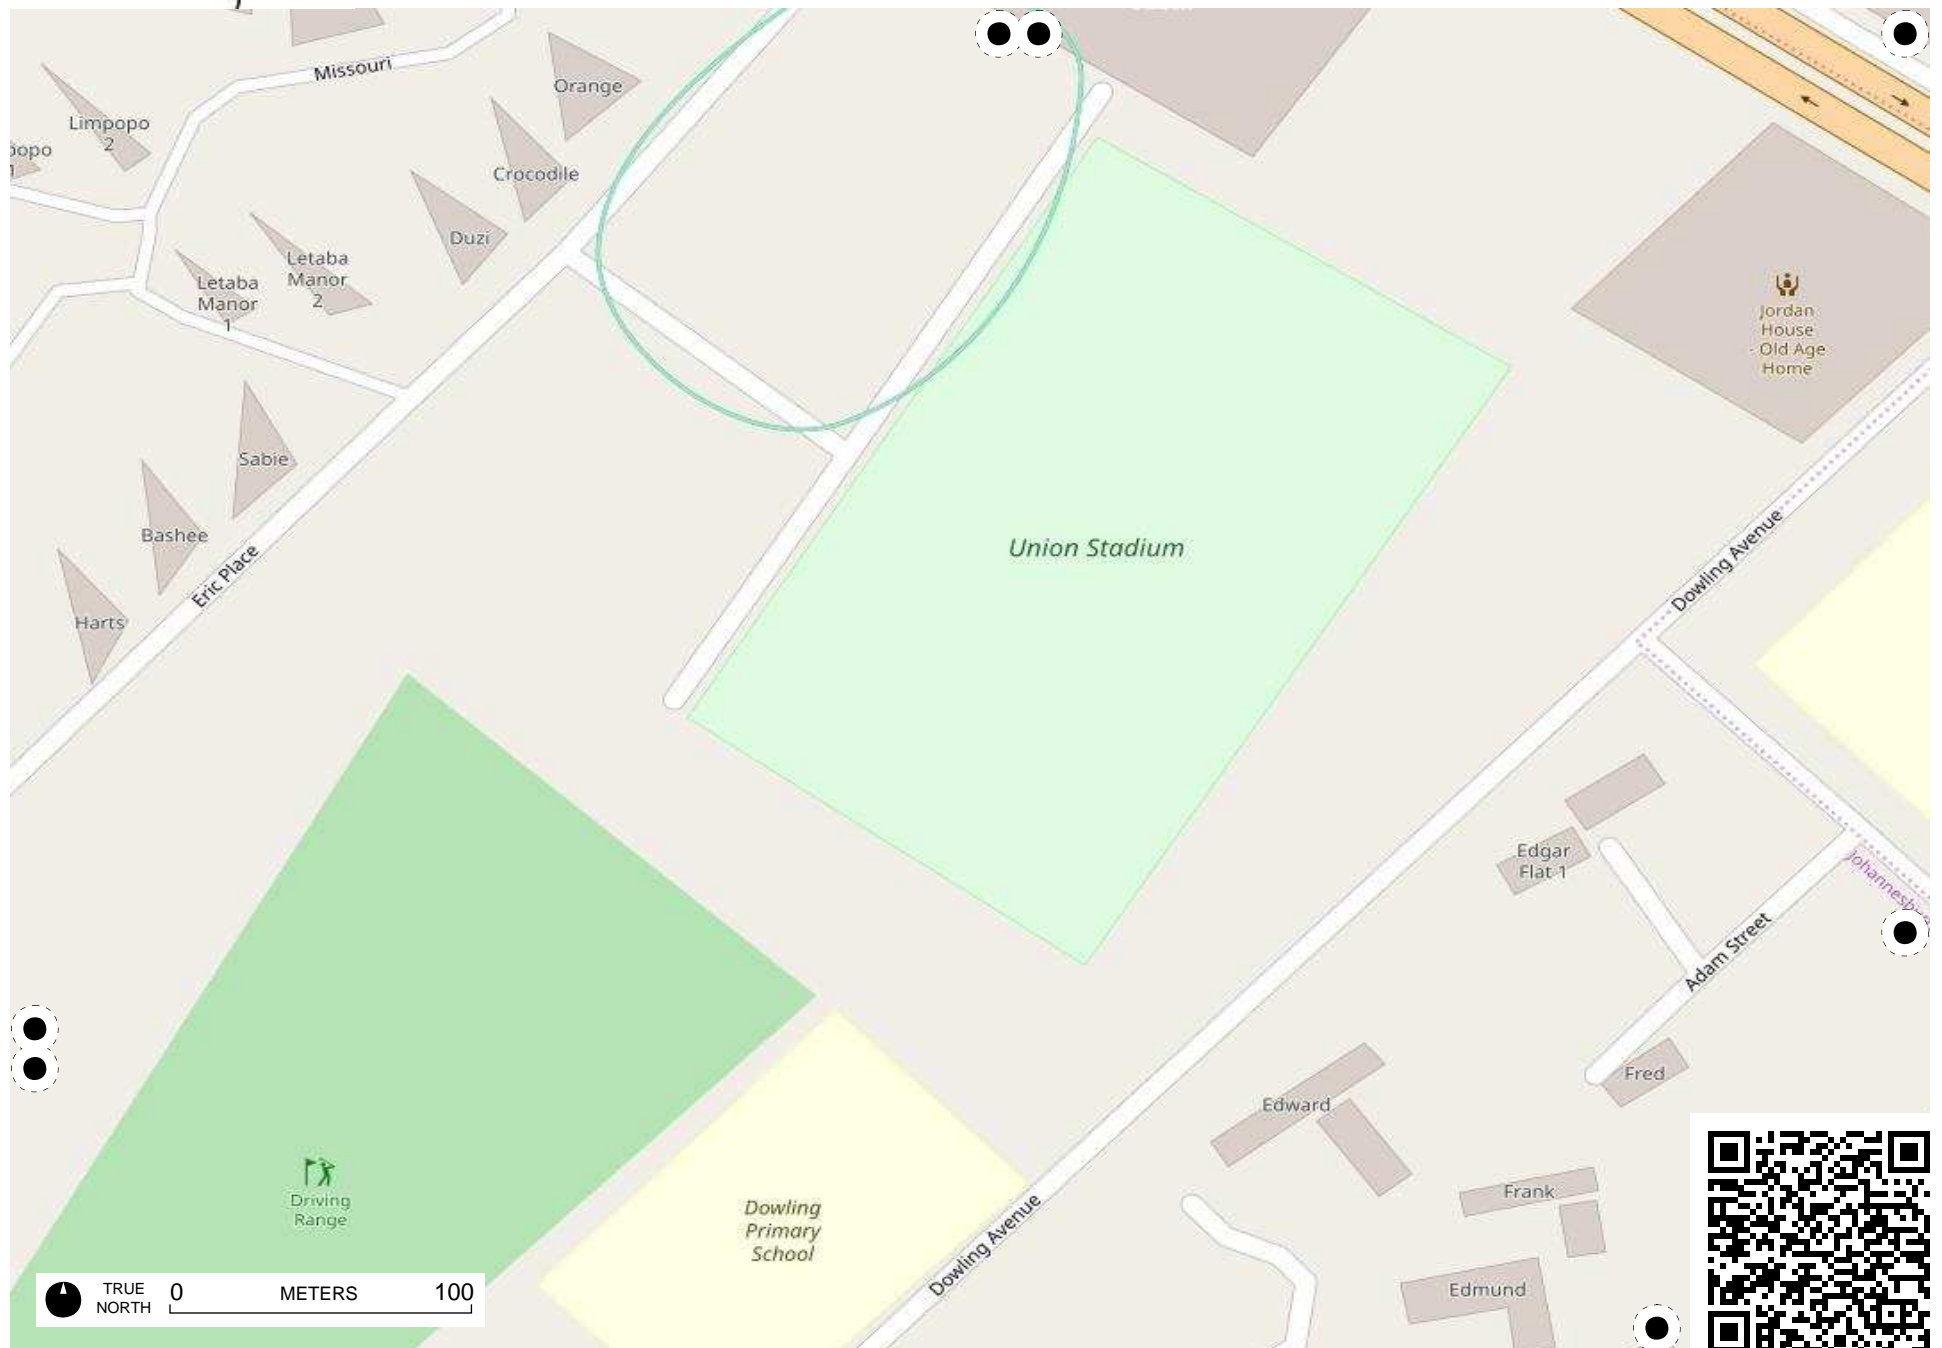 Missouri
Orange
Limpopo
2
Crocodile
Duzi
Letaba
Manor
2
Letaba
Manor
1
Jordan
House
- Old Age
Home
Sabie
Bashee
Eric Place
Harts
Union Stadium
Dowling Avenue
Edgar
Flat 1
Adam Street
Fred
Edward
Frank
Edmund
Driving
Range
Dowling
Primary
School
Dowling Avenue
TRUE
NORTH
0 METERS 100